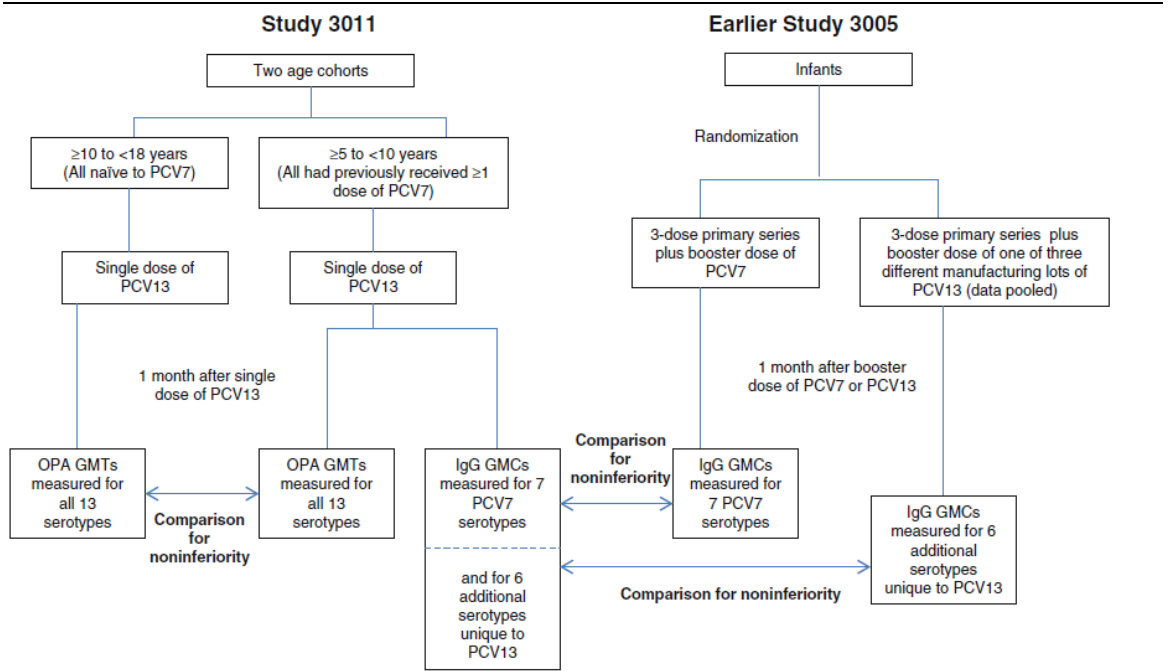 Study 3011
Two age cohorts
≥10 to <18 years
(All naïve to PCV7)
≥5 to <10 years
(All had previously received ≥1
dose of PCV7)
Single dose of
PCV13
Single dose of
PCV13
1 month after single
dose of PCV13
OPA GMTs
measured for
all 13
serotypes
Comparison
for
noninferiority
OPA GMTs
measured for
all 13
serotypes
IgG GMCs
measured for 7
PCV7
serotypes
and for 6
additional
serotypes
unique to
PCV13
Earlier Study 3005
Infants
Randomization
3-dose primary series
plus booster dose of
PCV7
3-dose primary series plus
booster dose of one of three
different manufacturing lots of
PCV13 (data pooled)
1 month after booster
dose of PCV7 or PCV13
Comparison
for
noninferiority
IgG GMCs
measured for
7 PCV7
serotypes
IgG GMCs
measured for 6
additional
serotypes
unique to PCV13
Comparison for noninferiority